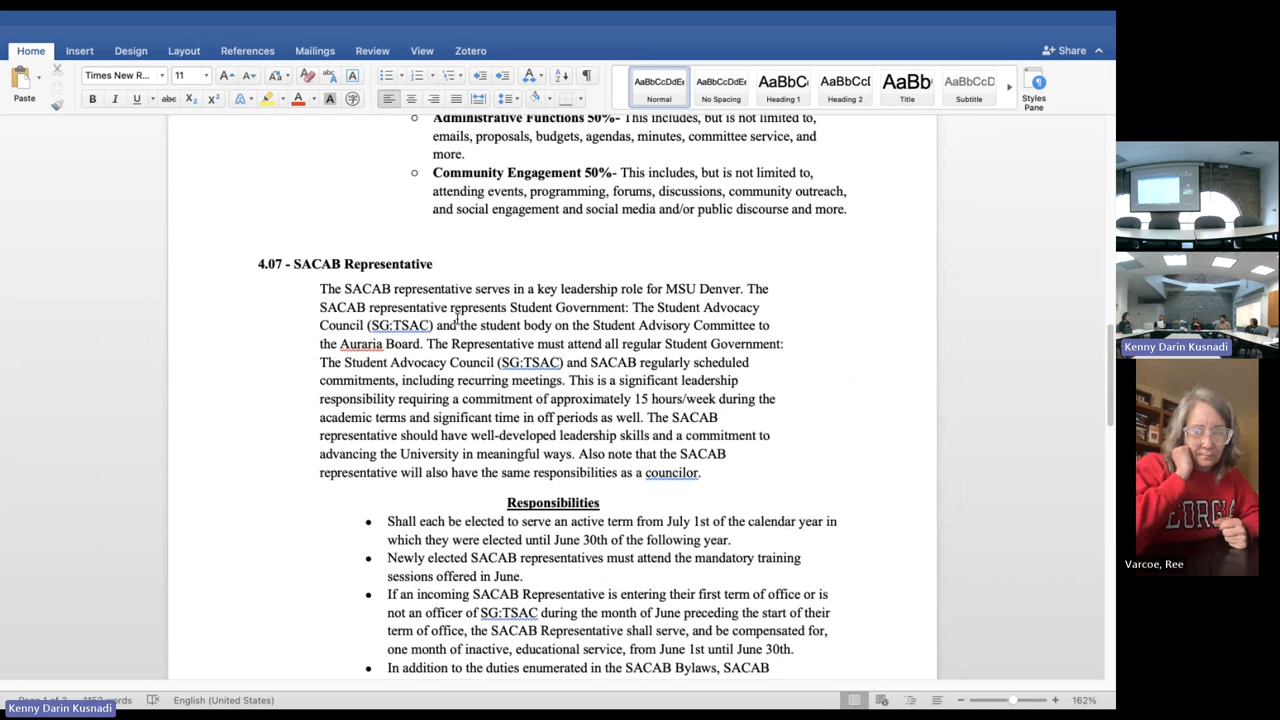 Home Insert Design Layout References Mailings Review View Zotero Share
Times New R... 11
Paste
AaBbCcDdEe AaBbCcDdEe AaBbC AaBbCcI AaBb AaBbCcD
Normal No Spacing Heading 1 Heading 2 Title Subtitle Styles Pane
Administrative Functions 50%- This includes, but is not limited to,
emails, proposals, budgets, agendas, minutes, committee service, and
more.
Community Engagement 50%- This includes, but is not limited to,
attending events, programming, forums, discussions, community outreach,
and social engagement and social media and/or public discourse and more.
4.07 - SACAB Representative
The SACAB representative serves in a key leadership role for MSU Denver. The
SACAB representative represents Student Government: The Student Advocacy
Council (SG:TSAC) and the student body on the Student Advisory Committee to
the Auraria Board. The Representative must attend all regular Student Government:
The Student Advocacy Council (SG:TSAC) and SACAB regularly scheduled
commitments, including recurring meetings. This is a significant leadership
responsibility requiring a commitment of approximately 15 hours/week during the
academic terms and significant time in off periods as well. The SACAB
representative should have well-developed leadership skills and a commitment to
advancing the University in meaningful ways. Also note that the SACAB
representative will also have the same responsibilities as a councilor.
Responsibilities
Shall each be elected to serve an active term from July 1st of the calendar year in
which they were elected until June 30th of the following year.
Newly elected SACAB representatives must attend the mandatory training
sessions offered in June.
If an incoming SACAB Representative is entering their first term of office or is
not an officer of SG:TSAC during the month of June preceding the start of their
term of office, the SACAB Representative shall serve, and be compensated for,
one month of inactive, educational service, from June 1st until June 30th.
In addition to the duties enumerated in the SACAB Bylaws, SACAB
words English (United States) 162%
Kenny Darin Kusnadi
Kenny Darin Kusnadi
Varcoe, Ree